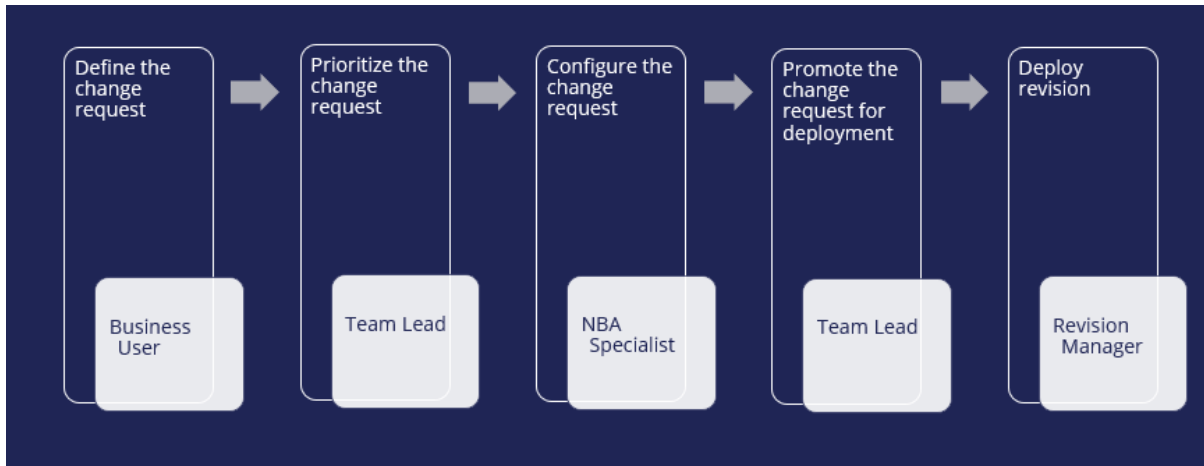 Define the
change
request
Prioritize the
change
request
Configure the
change
request
Promote the
change
request for
deployment
Deploy
revision
Business
User
Team Lead
NBA
Specialist
Team Lead
Revision
Manager